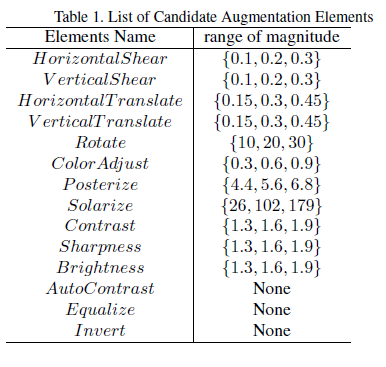 Table 1. List of Candidate Augmentation Elements
Elements Name range of magnitude
HorizontalShear {0.1, 0.2, 0.3}
VerticalShear {0.1, 0.2, 0.3}
HorizontalTranslate {0.15, 0.3, 0.45}
VerticalTranslate {0.15, 0.3, 0.45}
Rotate {10, 20, 30}
ColorAdjust {0.3, 0.6, 0.9}
Posterize {4.4, 5.6, 6.8}
Solarize {26, 102, 179}
Contrast {1.3, 1.6, 1.9}
Sharpness {1.3, 1.6, 1.9}
Brightness {1.3, 1.6, 1.9}
AutoContrast None
Equalize None
Invert None